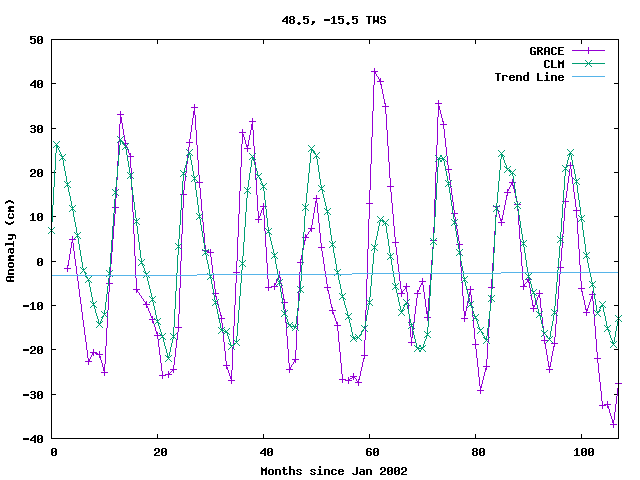 48.5, -15.5 TWS
GRACE
CLM
Trend Line
50
40
30
20
10
0
-10
-20
-30
-40
Anomaly (cm)
0 20 40 60 80 100
Months since Jan 2002